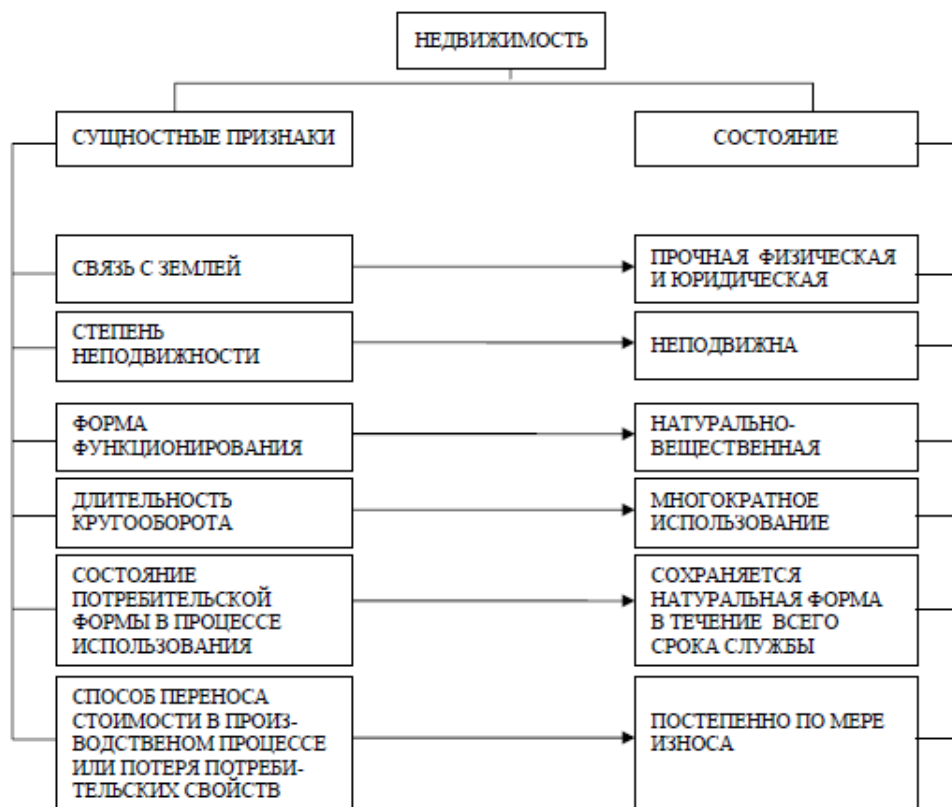 НЕДВИЖИМОСТЬ
СУЩНОСТНЫЕ ПРИЗНАКИ
СОСТОЯНИЕ
СВЯЗЬ С ЗЕМЛЕЙ
ПРОЧНАЯ ФИЗИЧЕСКАЯ
И ЮРИДИЧЕСКАЯ
СТЕПЕНЬ
НЕПОДВИЖНОСТИ
НЕПОДВИЖНА
ФОРМА
ФУНКЦИОНИРОВАНИЯ
НАТУРАЛЬНО-
ВЕЩЕСТВЕННАЯ
ДЛИТЕЛЬНОСТЬ
КРУГООБОРОТА
МНОГОКРАТНОЕ
ИСПОЛЬЗОВАНИЕ
СОСТОЯНИЕ
ПОТРЕБИТЕЛЬСКОЙ
ФОРМЫ В ПРОЦЕССЕ
ИСПОЛЬЗОВАНИЯ
СОХРАНЯЕТСЯ
НАТУРАЛЬНАЯ ФОРМА
В ТЕЧЕНИЕ ВСЕГО
СРОКА СЛУЖБЫ
СПОСОБ ПЕРЕНОСА
СТОИМОСТИ В ПРОИЗ-
ВОДСТВЕНОМ ПРОЦЕССЕ
ИЛИ ПОТЕРЯ ПОТРЕБИ-
ТЕЛЬСКИХ СВОЙСТВ
ПОСТЕПЕННО ПО МЕРЕ
ИЗНОСА